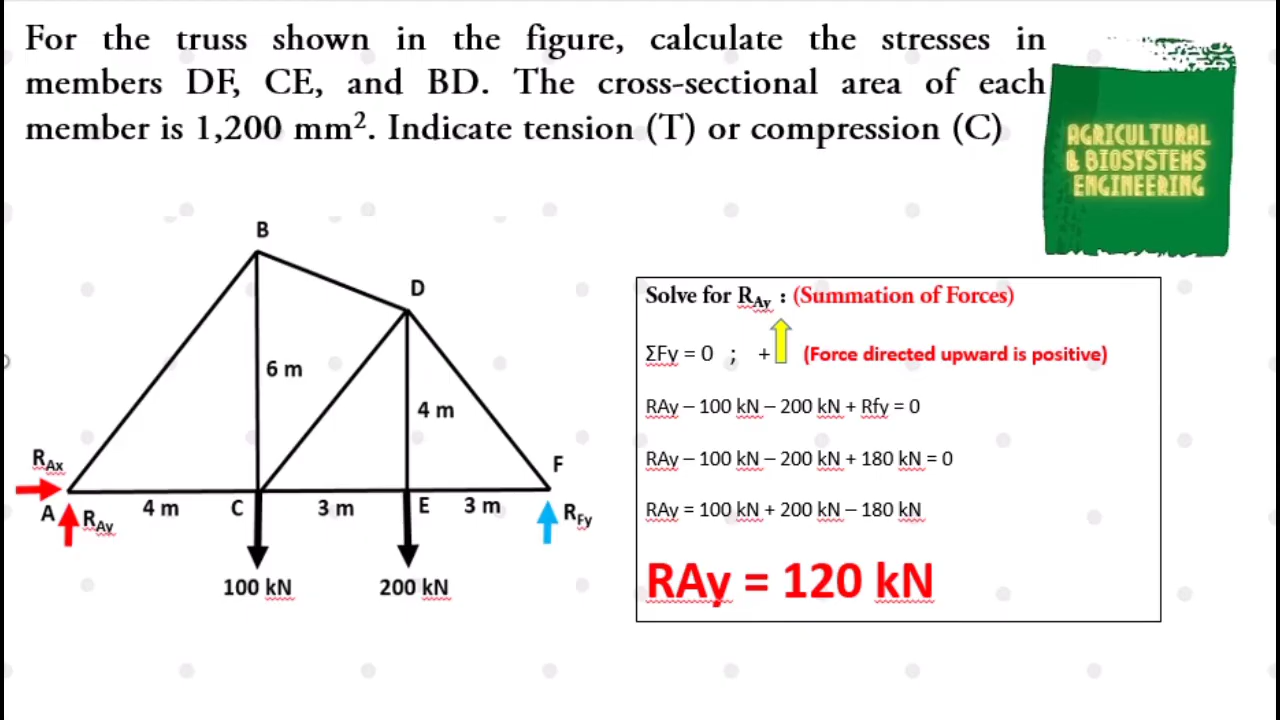 For the truss shown in the figure, calculate the stresses in
members DF, CE, and BD. The cross-sectional area of each
member is 1,200 mm². Indicate tension (T) or compression (C)
AGRICULTURAL
& BIOSYSTEMS
ENGINEERING
B
D
6 m
4 m
F
RAx
A
RAy
4 m
C
3 m
E
3 m
RFy
100 kN
200 kN
Solve for RAy : (Summation of Forces)
ΣFy = 0 ; + (Force directed upward is positive)
RAy – 100 kN – 200 kN + Rfy = 0
RAy – 100 kN – 200 kN + 180 kN = 0
RAy = 100 kN + 200 kN – 180 kN
RAy = 120 kN